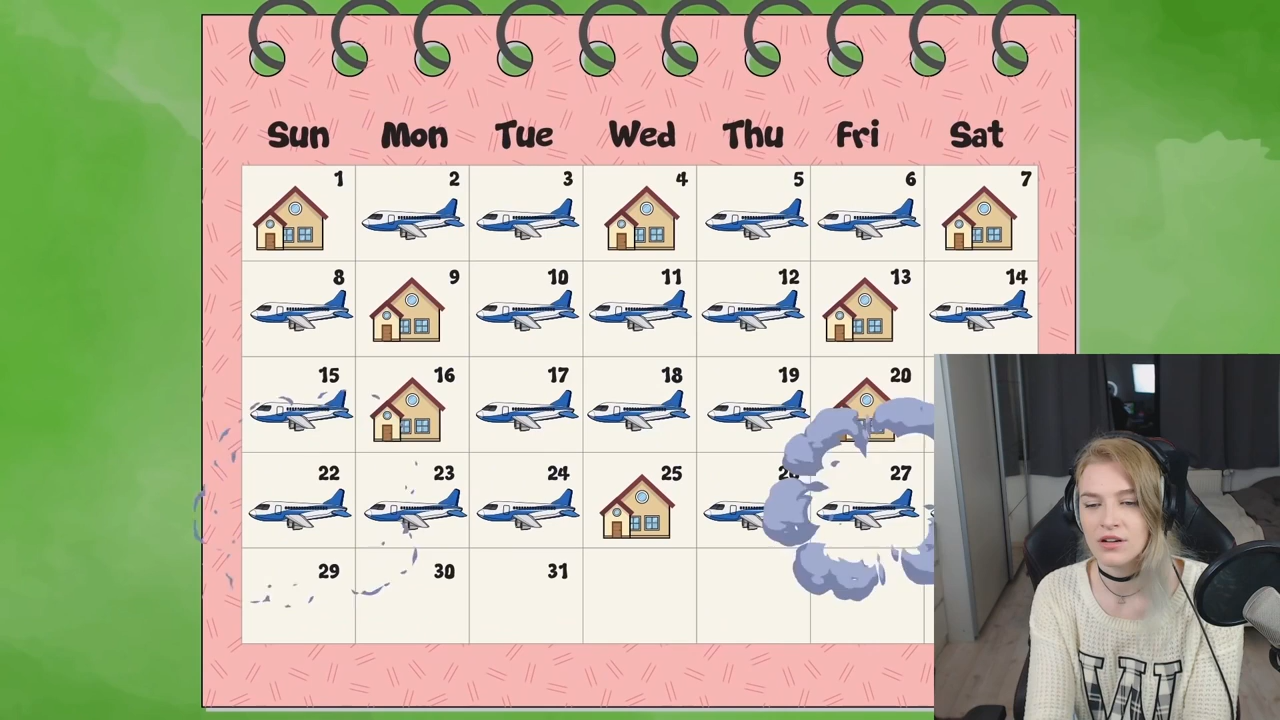 Sun Mon Tue Wed Thu Fri Sat
1 2 3 4 5 6 7
8 9 10 11 12 13 14
15 16 17 18 19 20
22 23 24 25 26 27
29 30 31
W